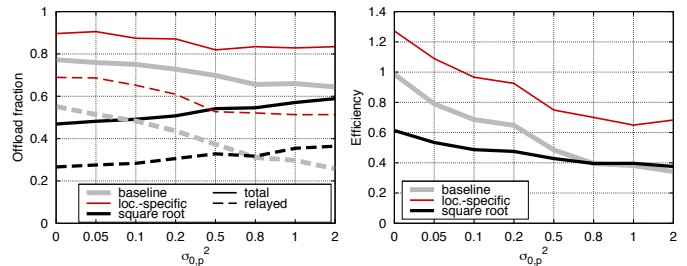 1
0.8
0.6
0.4
0.2
0
Offload fraction
baseline
loc.-specific
square root
total
relayed
0 0.05 0.1 0.2 0.5 0.8 1 2
σ0,p²
1.4
1.2
1
0.8
0.6
0.4
0.2
0
Efficiency
baseline
loc.-specific
square root
0 0.05 0.1 0.2 0.5 0.8 1 2
σ0,p²